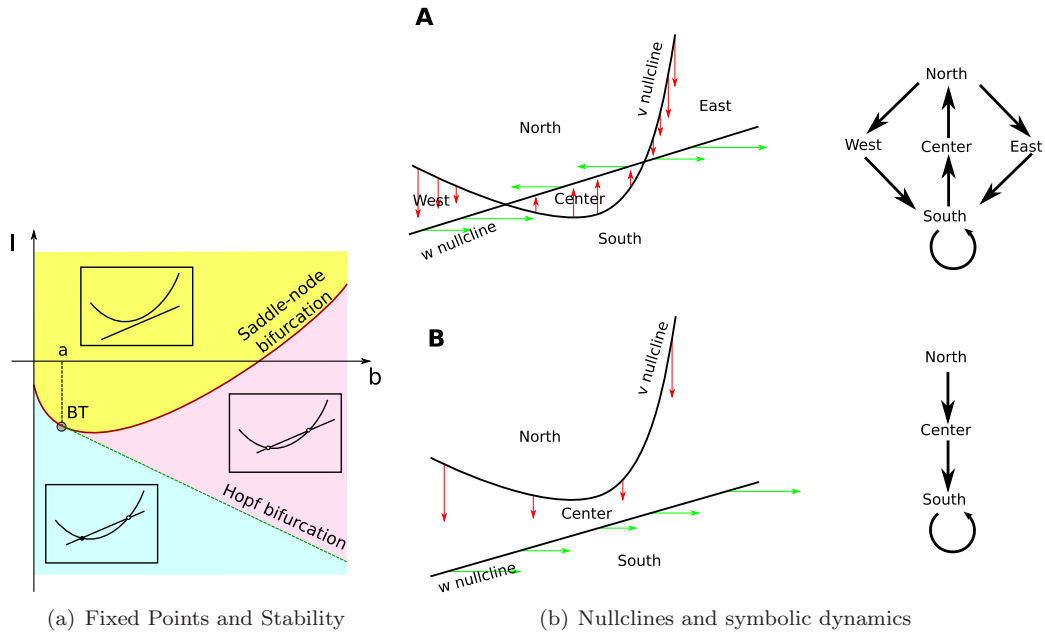 I
a
b
BT
Saddle-node
bifurcation
Hopf bifurcation
(a) Fixed Points and Stability
A
v nullcline
East
North
West
Center
w nullcline
South
North
West
Center
East
South
B
v nullcline
North
Center
w nullcline
South
North
Center
South
(b) Nullclines and symbolic dynamics